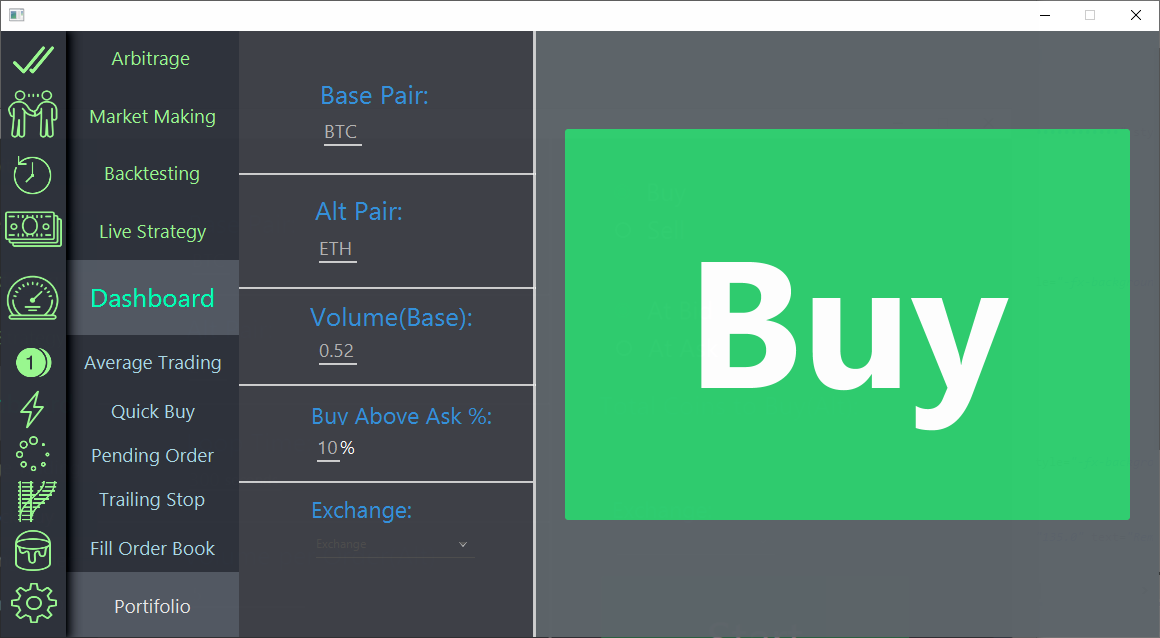 Arbitrage
Market Making
Backtesting
Live Strategy
Dashboard
1
Average Trading
Quick Buy
Pending Order
Trailing Stop
Fill Order Book
Portifolio
Base Pair:
BTC
Alt Pair:
ETH
Volume(Base):
0.52
Buy Above Ask %:
10%
Exchange:
Exchange
Buy